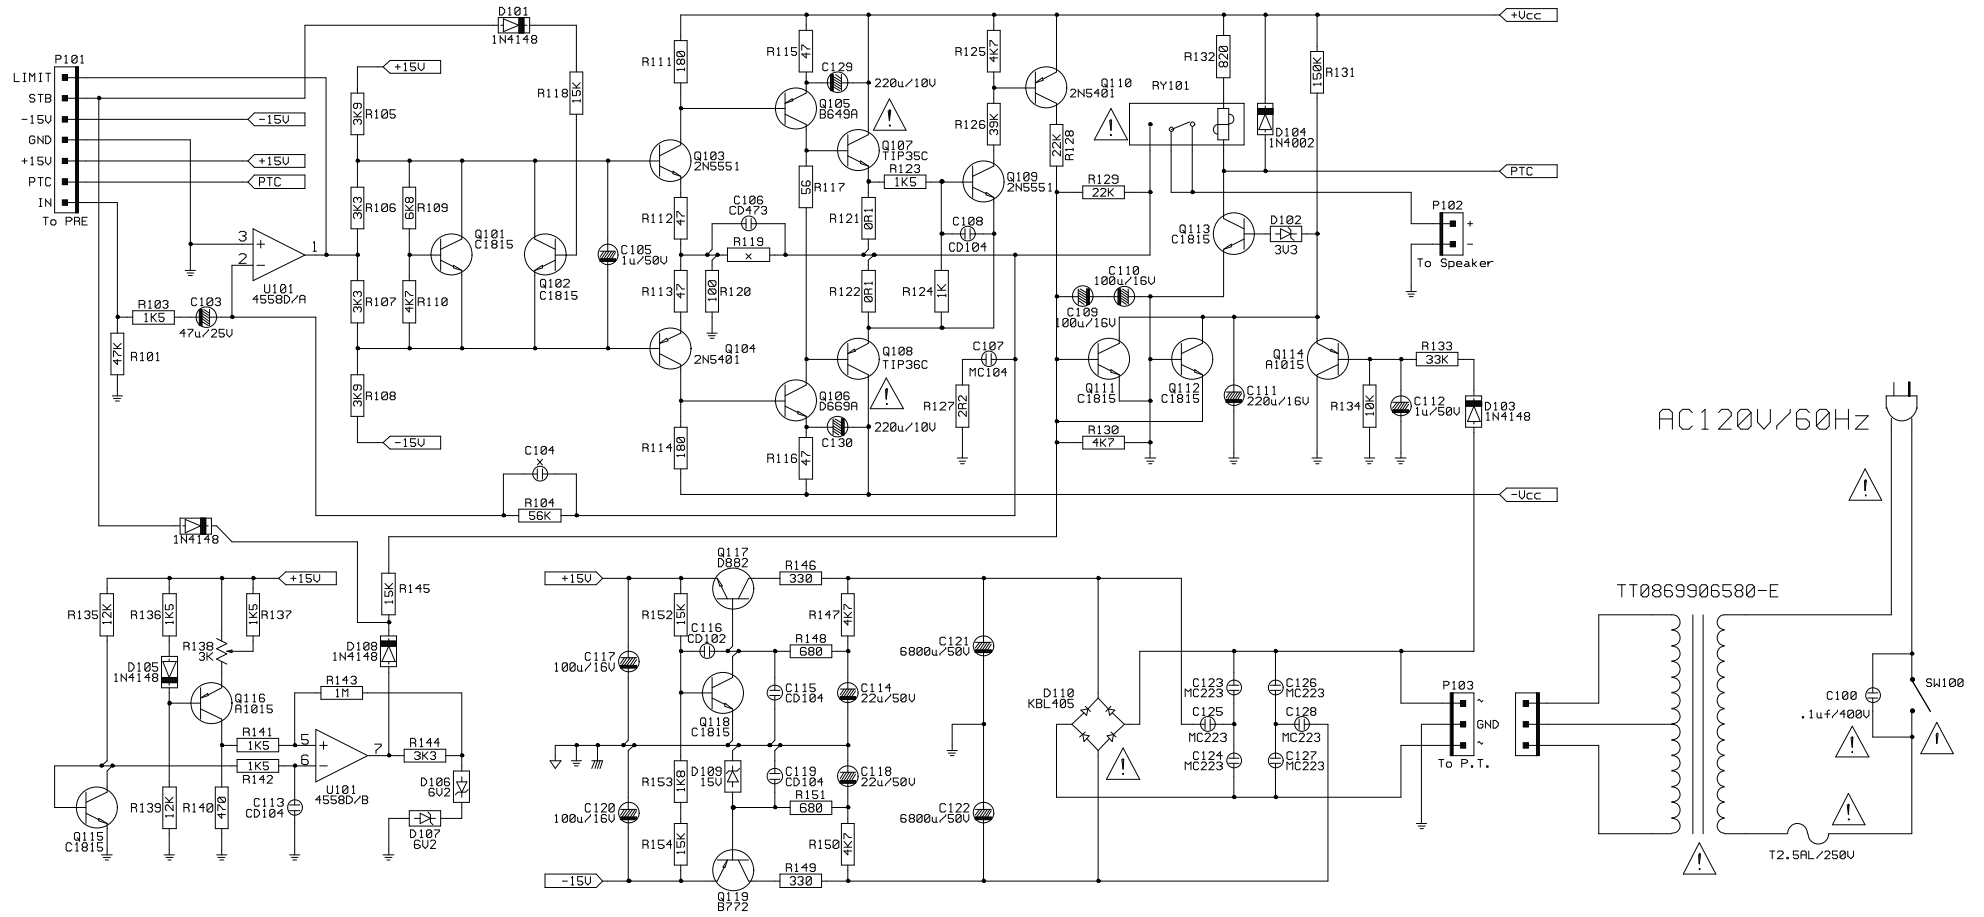 D101
1N4148
+Vcc
P101
LIMIT
STB
-15V
GND
+15V
PTC
IN
To PRE
-15V
+15V
PTC
+15V
3K9
R105
R118
15K
R111
180
R115
47
C129
220u/10V
Q105
B649A
R125
4K7
Q110
2N5401
RY101
R132
820
150K
R131
D104
1N4002
R126
39K
22K
R128
Q103
2N5551
Q107
TIP35C
R123
1K5
Q109
2N5551
PTC
56
R117
R129
22K
3K3
R106
6K8
R109
R112
47
C106
CD473
R121
0R1
C108
CD104
Q113
C1815
D102
3V3
P102
+
-
To Speaker
3
2
+
-
1
U101
4558D/A
Q101
C1815
Q102
C1815
C105
1u/50V
R119
x
R103
1K5
C103
47u/25V
3K3
R107
4K7
R110
R113
47
100
R120
R122
0R1
R124
1K
C110
100u/16V
C109
100u/16V
47K
R101
Q104
2N5401
Q108
TIP36C
C107
MC104
Q111
C1815
Q112
C1815
C111
220u/16V
Q114
A1015
R133
33K
3K9
R108
-15V
Q106
D669A
C130
220u/10V
R127
2R2
R134
10K
C112
1u/50V
D103
1N4148
R130
4K7
AC120V/60Hz
R114
180
R116
47
C104
x
R104
56K
-Vcc
1N4148
+15V
R135
12K
R136
1K5
1K5
R137
R138
3K
D105
1N4148
15K
R145
D108
1N4148
Q116
A1015
R143
1M
R141
1K5
1K5
R142
5
6
+
-
7
U101
4558D/B
R144
3K3
D106
6V2
D107
6V2
C113
CD104
Q115
C1815
R139
12K
R140
470
Q117
D882
+15V
R146
330
R152
15K
R147
4K7
C116
CD102
R148
680
C117
100u/16V
C121
6800u/50V
Q118
C1815
C115
CD104
C114
22u/50V
R153
1K8
D109
15V
C119
CD104
C118
22u/50V
R151
680
C120
100u/16V
C122
6800u/50V
R154
15K
R150
4K7
-15V
R149
330
Q119
B772
D110
KBL405
C123
MC223
C126
MC223
C125
MC223
C128
MC223
C124
MC223
C127
MC223
P103
~
GND
~
To P.T.
TT0869906580-E
C100
.1uf/400V
SW100
T2.5AL/250V